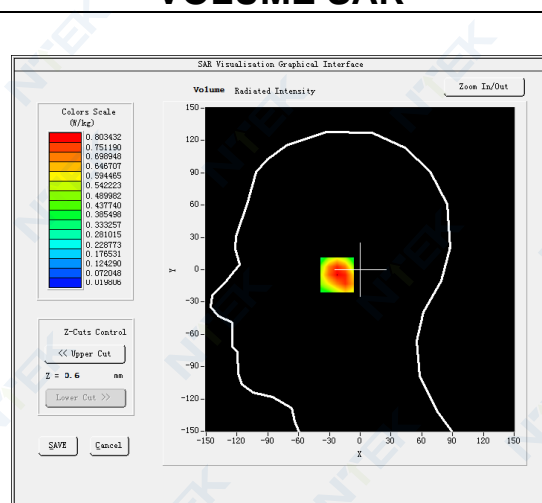 VOLUME SAR
SAR Visualisation Graphical Interface
Volume Radiated Intensity
Zoom In/Out
Colors Scale
(W/kg)
0.803432
0.751190
0.698948
0.646707
0.594465
0.542223
0.489982
0.437740
0.385498
0.333257
0.281015
0.228773
0.176531
0.124290
0.072048
0.019806
Z-Cuts Control
<< Upper Cut
Z = 0.6 mm
Lower Cut >>
SAVE
Cancel
150
120
90
60
30
0
-30
-60
-90
-120
-150
Y
-150 -120 -90 -60 -30 0 30 60 90 120 150
X
NTEK